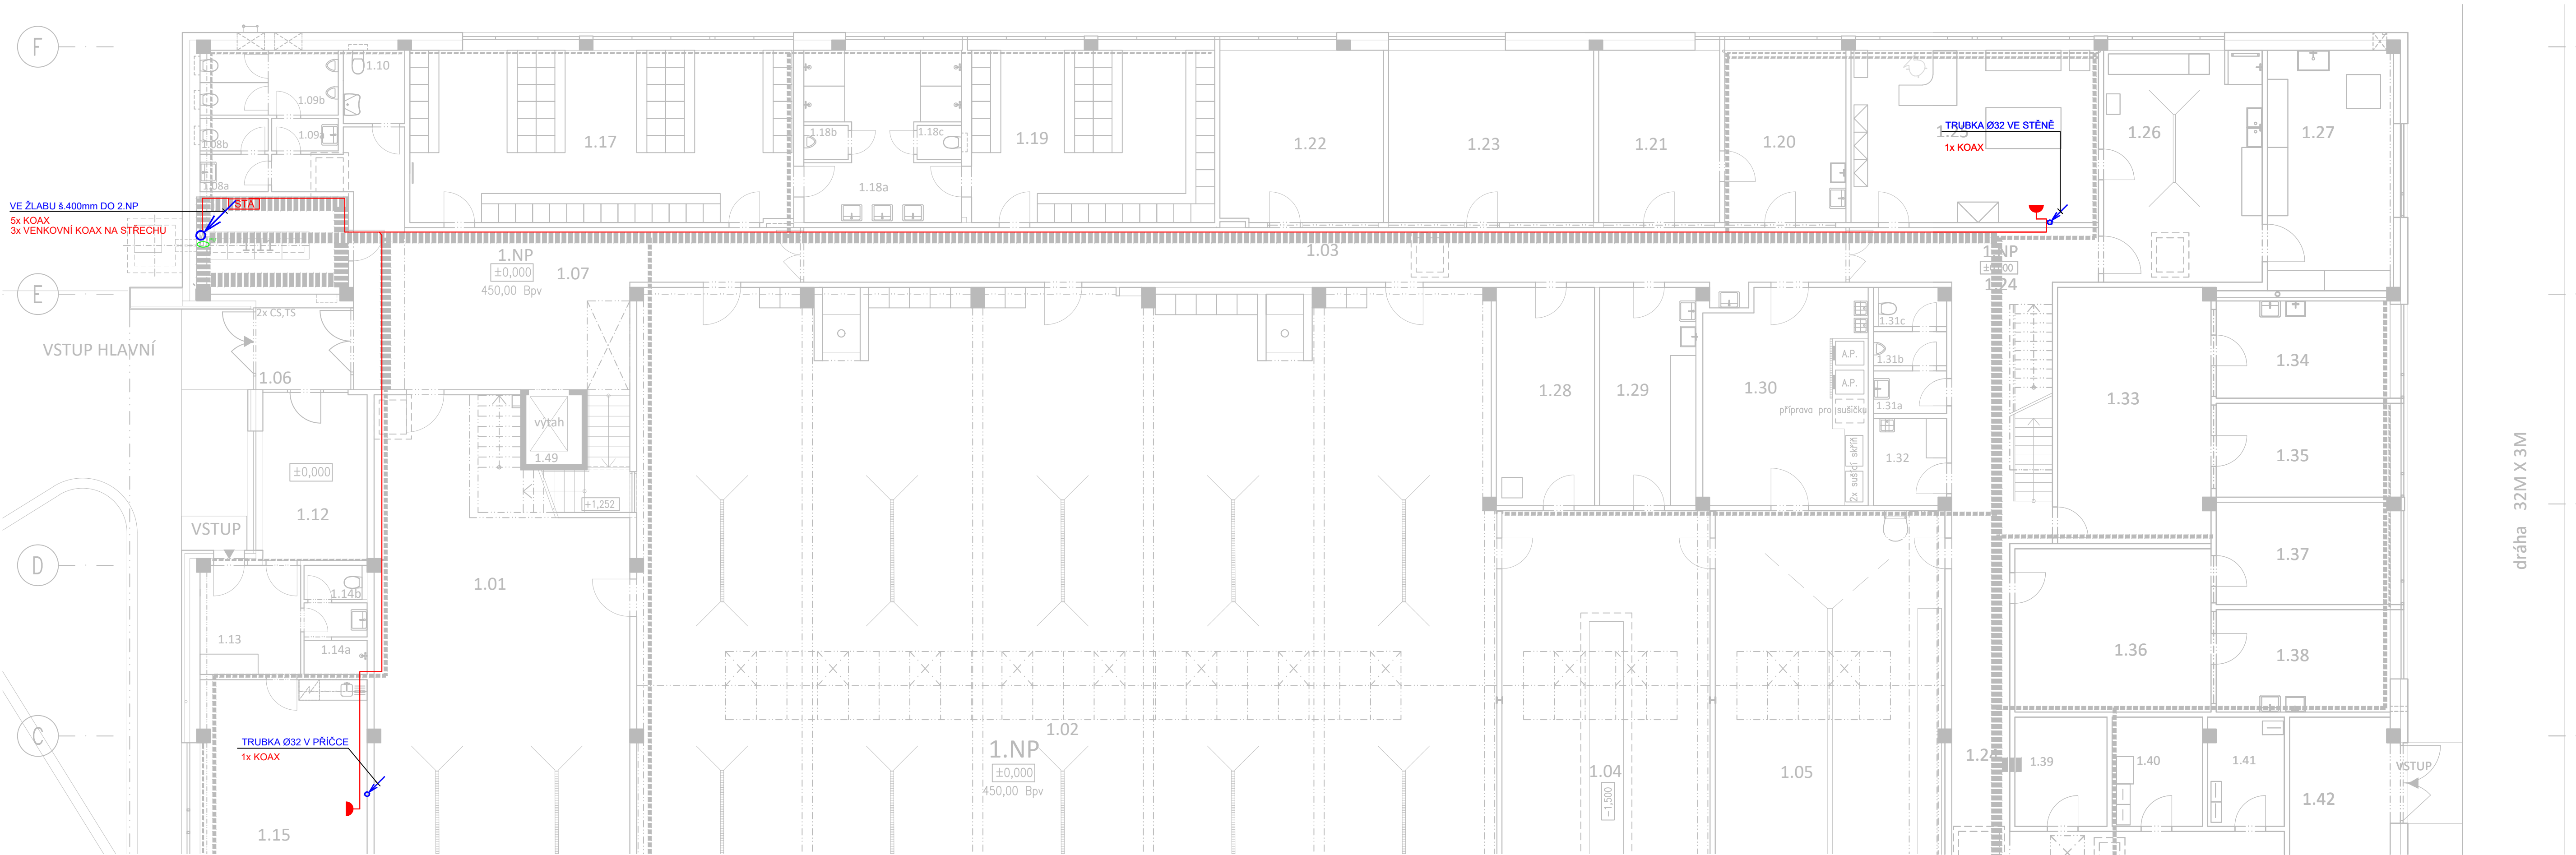 F
1.10
1.09b
1.09a
1.08b
1.08a
1.17
1.18b
1.18c
1.18a
1.19
1.22
1.23
1.21
1.20
TRUBKA Ø32 VE STĚNĚ
1x KOAX
1.26
1.27
VE ŽLABU š.400mm DO 2.NP
5x KOAX
3x VENKOVNÍ KOAX NA STŘECHU
STA
1.11
1.NP
±0,000
450,00 Bpv
1.07
1.03
1.NP
±0,000
1.24
E
2x CS,TS
VSTUP HLAVNÍ
1.06
výtah
1.49
+1,252
±0,000
1.12
VSTUP
1.28
1.29
1.30
A.P.
A.P.
příprava pro sušičku
2x sušící skříň
1.31c
1.31b
1.31a
1.32
1.33
1.34
1.35
1.37
1.38
dráha 32M X 3M
D
1.01
1.14b
1.13
1.14a
1.36
C
TRUBKA Ø32 V PŘÍČCE
1x KOAX
1.15
1.02
1.NP
±0,000
450,00 Bpv
1.04
-1,500
1.05
1.39
1.40
1.41
1.42
VSTUP